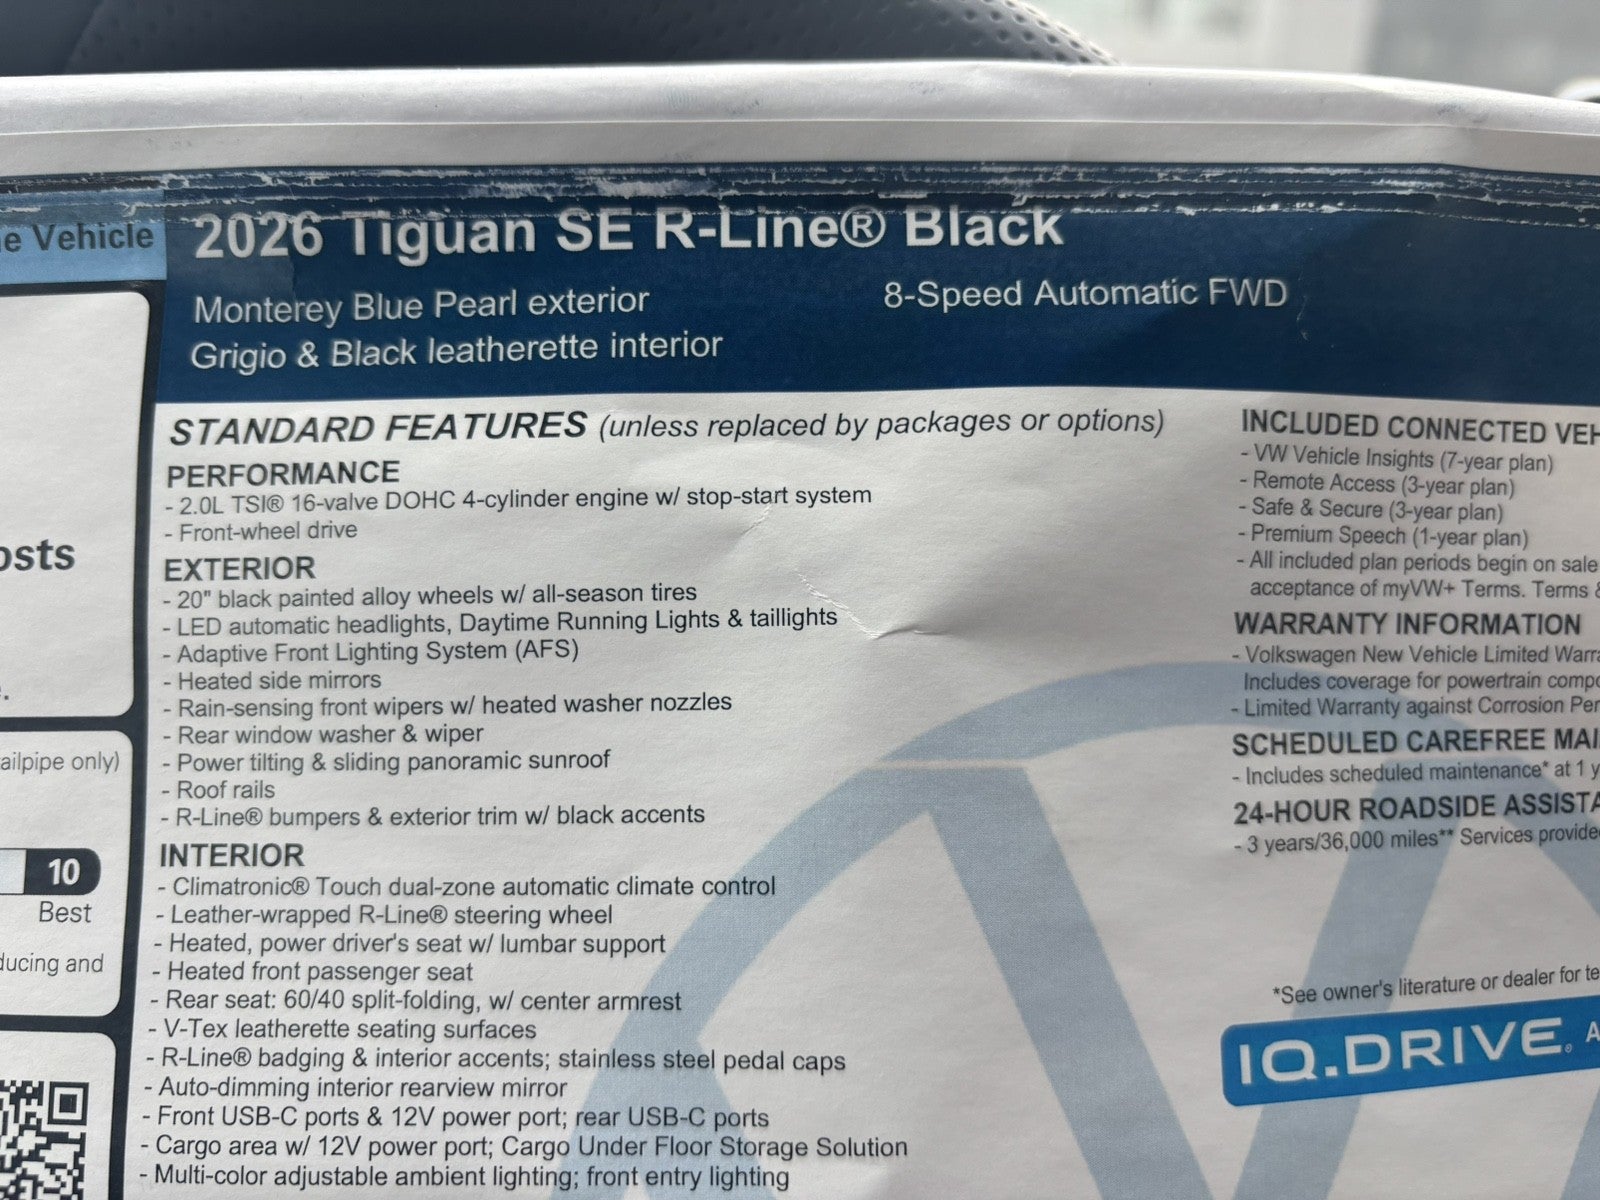 e Vehicle
2026 Tiguan SE R-Line® Black
Monterey Blue Pearl exterior
8-Speed Automatic FWD
Grigio & Black leatherette interior
osts
ailpipe only)
10
Best
ducing and
STANDARD FEATURES (unless replaced by packages or options)
PERFORMANCE
- 2.0L TSI® 16-valve DOHC 4-cylinder engine w/ stop-start system
- Front-wheel drive
EXTERIOR
- 20" black painted alloy wheels w/ all-season tires
- LED automatic headlights, Daytime Running Lights & taillights
- Adaptive Front Lighting System (AFS)
- Heated side mirrors
- Rain-sensing front wipers w/ heated washer nozzles
- Rear window washer & wiper
- Power tilting & sliding panoramic sunroof
- Roof rails
- R-Line® bumpers & exterior trim w/ black accents
INTERIOR
- Climatronic® Touch dual-zone automatic climate control
- Leather-wrapped R-Line® steering wheel
- Heated, power driver's seat w/ lumbar support
- Heated front passenger seat
- Rear seat: 60/40 split-folding, w/ center armrest
- V-Tex leatherette seating surfaces
- R-Line® badging & interior accents; stainless steel pedal caps
- Auto-dimming interior rearview mirror
- Front USB-C ports & 12V power port; rear USB-C ports
- Cargo area w/ 12V power port; Cargo Under Floor Storage Solution
- Multi-color adjustable ambient lighting; front entry lighting
INCLUDED CONNECTED VEH
- VW Vehicle Insights (7-year plan)
- Remote Access (3-year plan)
- Safe & Secure (3-year plan)
- Premium Speech (1-year plan)
- All included plan periods begin on sale
acceptance of myVW+ Terms. Terms &
WARRANTY INFORMATION
- Volkswagen New Vehicle Limited Warra
Includes coverage for powertrain compo
- Limited Warranty against Corrosion Per
SCHEDULED CAREFREE MAI
- Includes scheduled maintenance* at 1 y
24-HOUR ROADSIDE ASSISTA
- 3 years/36,000 miles** Services provide
*See owner's literature or dealer for te
IQ.DRIVE® A